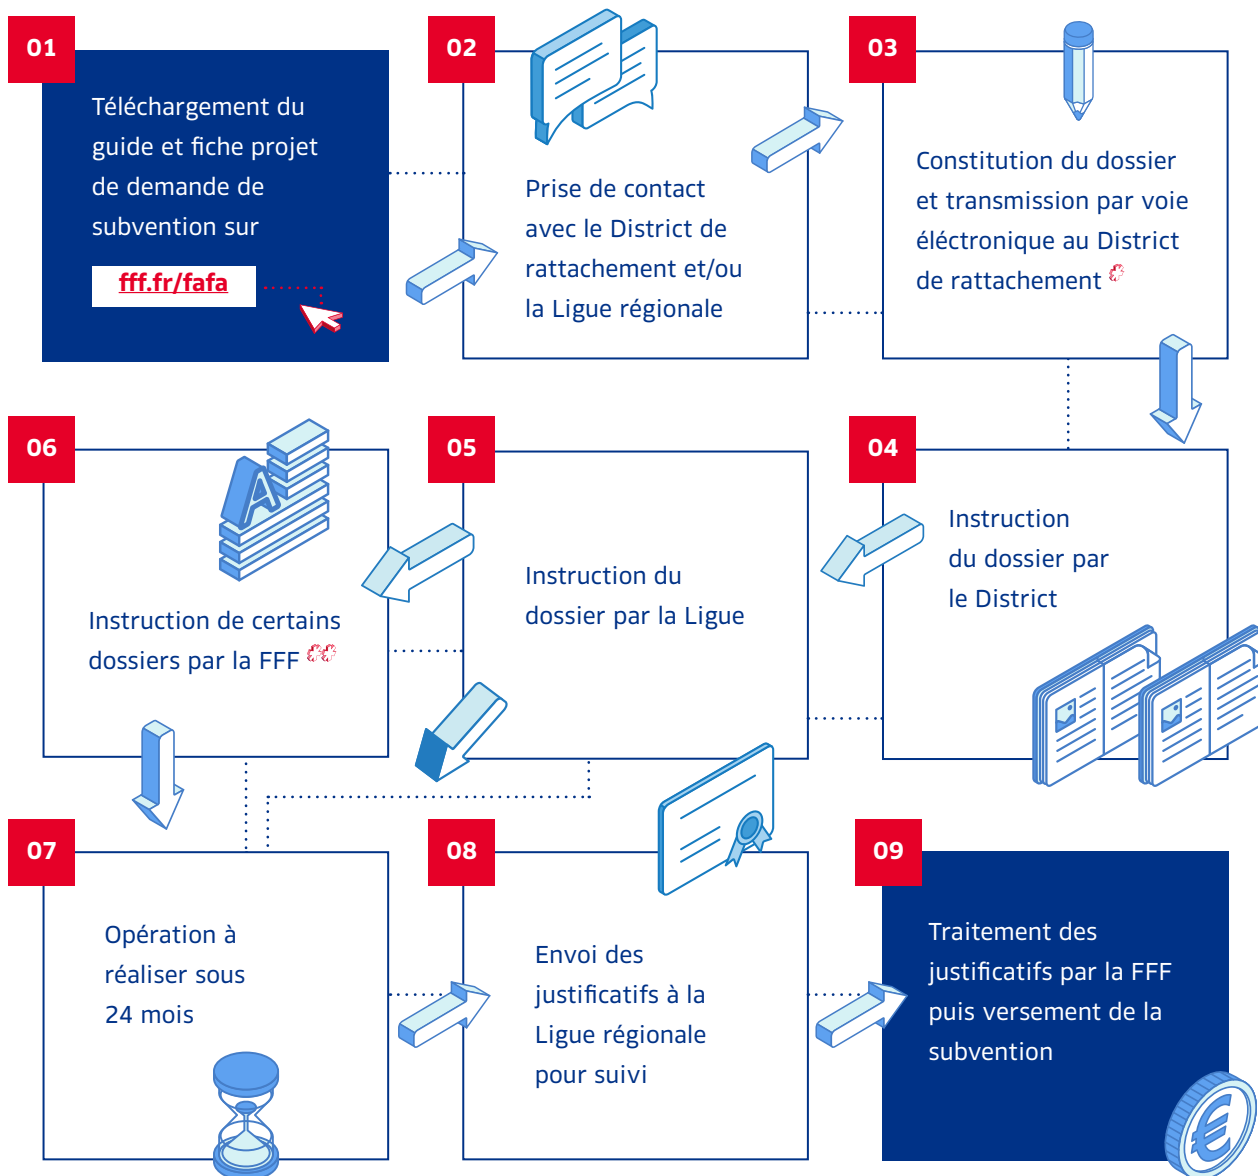 01
Téléchargement du
guide et fiche projet
de demande de
subvention sur
fff.fr/fafa
02
Prise de contact
avec le District de
rattachement et/ou
la Ligue régionale
03
Constitution du dossier
et transmission par voie
éléctronique au District
de rattachement
04
Instruction
du dossier par
le District
05
Instruction du
dossier par la Ligue
06
A
Instruction de certains
dossiers par la FFF
07
Opération à
réaliser sous
24 mois
08
Envoi des
justificatifs à la
Ligue régionale
pour suivi
09
Traitement des
justificatifs par la FFF
puis versement de la
subvention
€